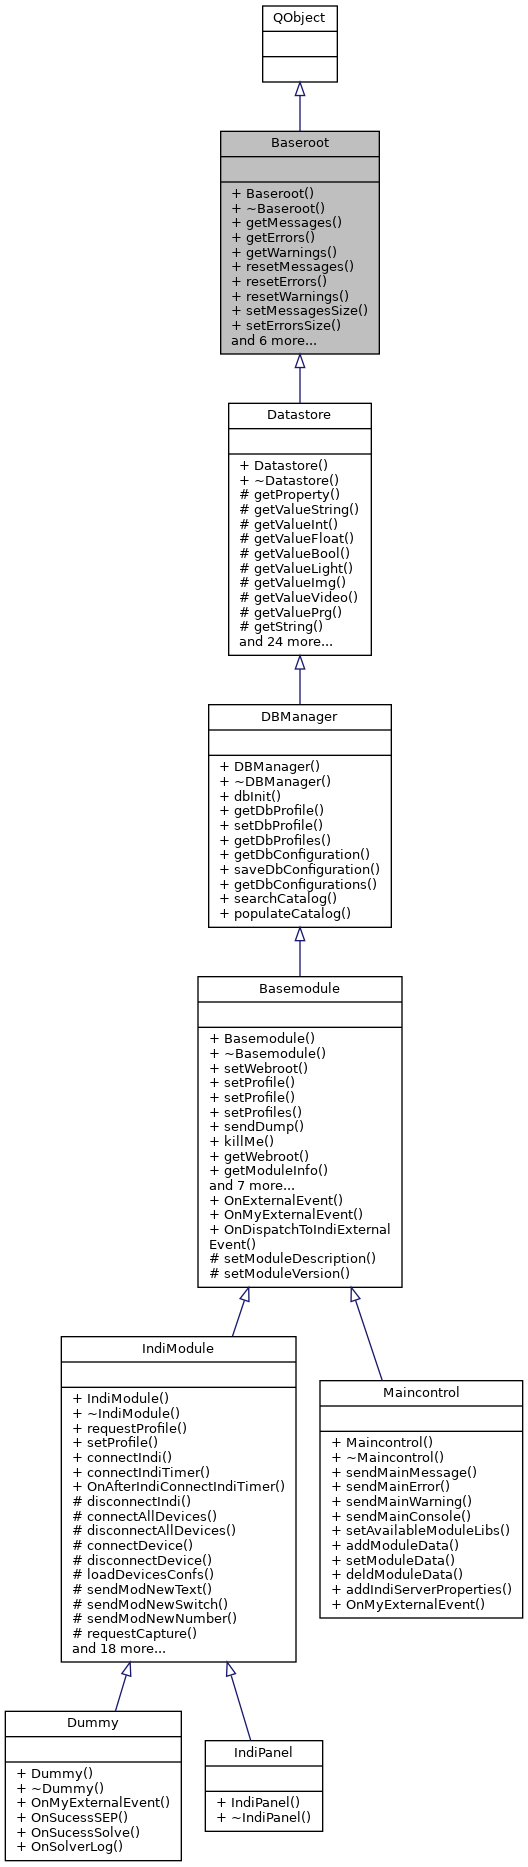 QObject
Baseroot
+ Baseroot()
+ ~Baseroot()
+ getMessages()
+ getErrors()
+ getWarnings()
+ resetMessages()
+ resetErrors()
+ resetWarnings()
+ setMessagesSize()
+ setErrorsSize()
and 6 more...
Datastore
+ Datastore()
+ ~Datastore()
# getProperty()
# getValueString()
# getValueInt()
# getValueFloat()
# getValueBool()
# getValueLight()
# getValueImg()
# getValueVideo()
# getValuePrg()
# getString()
and 24 more...
DBManager
+ DBManager()
+ ~DBManager()
+ dbInit()
+ getDbProfile()
+ setDbProfile()
+ getDbProfiles()
+ getDbConfiguration()
+ saveDbConfiguration()
+ getDbConfigurations()
+ searchCatalog()
+ populateCatalog()
Basemodule
+ Basemodule()
+ ~Basemodule()
+ setWebroot()
+ setProfile()
+ setProfile()
+ setProfiles()
+ sendDump()
+ killMe()
+ getWebroot()
+ getModuleInfo()
and 7 more...
+ OnExternalEvent()
+ OnMyExternalEvent()
+ OnDispatchToIndiExternal
Event()
# setModuleDescription()
# setModuleVersion()
IndiModule
+ IndiModule()
+ ~IndiModule()
+ requestProfile()
+ setProfile()
+ connectIndi()
+ connectIndiTimer()
+ OnAfterIndiConnectIndiTimer()
# disconnectIndi()
# connectAllDevices()
# disconnectAllDevices()
# connectDevice()
# disconnectDevice()
# loadDevicesConfs()
# sendModNewText()
# sendModNewSwitch()
# sendModNewNumber()
# requestCapture()
and 18 more...
Maincontrol
+ Maincontrol()
+ ~Maincontrol()
+ sendMainMessage()
+ sendMainError()
+ sendMainWarning()
+ sendMainConsole()
+ setAvailableModuleLibs()
+ addModuleData()
+ setModuleData()
+ deldModuleData()
+ addIndiServerProperties()
+ OnMyExternalEvent()
Dummy
+ Dummy()
+ ~Dummy()
+ OnMyExternalEvent()
+ OnSucessSEP()
+ OnSucessSolve()
+ OnSolverLog()
IndiPanel
+ IndiPanel()
+ ~IndiPanel()